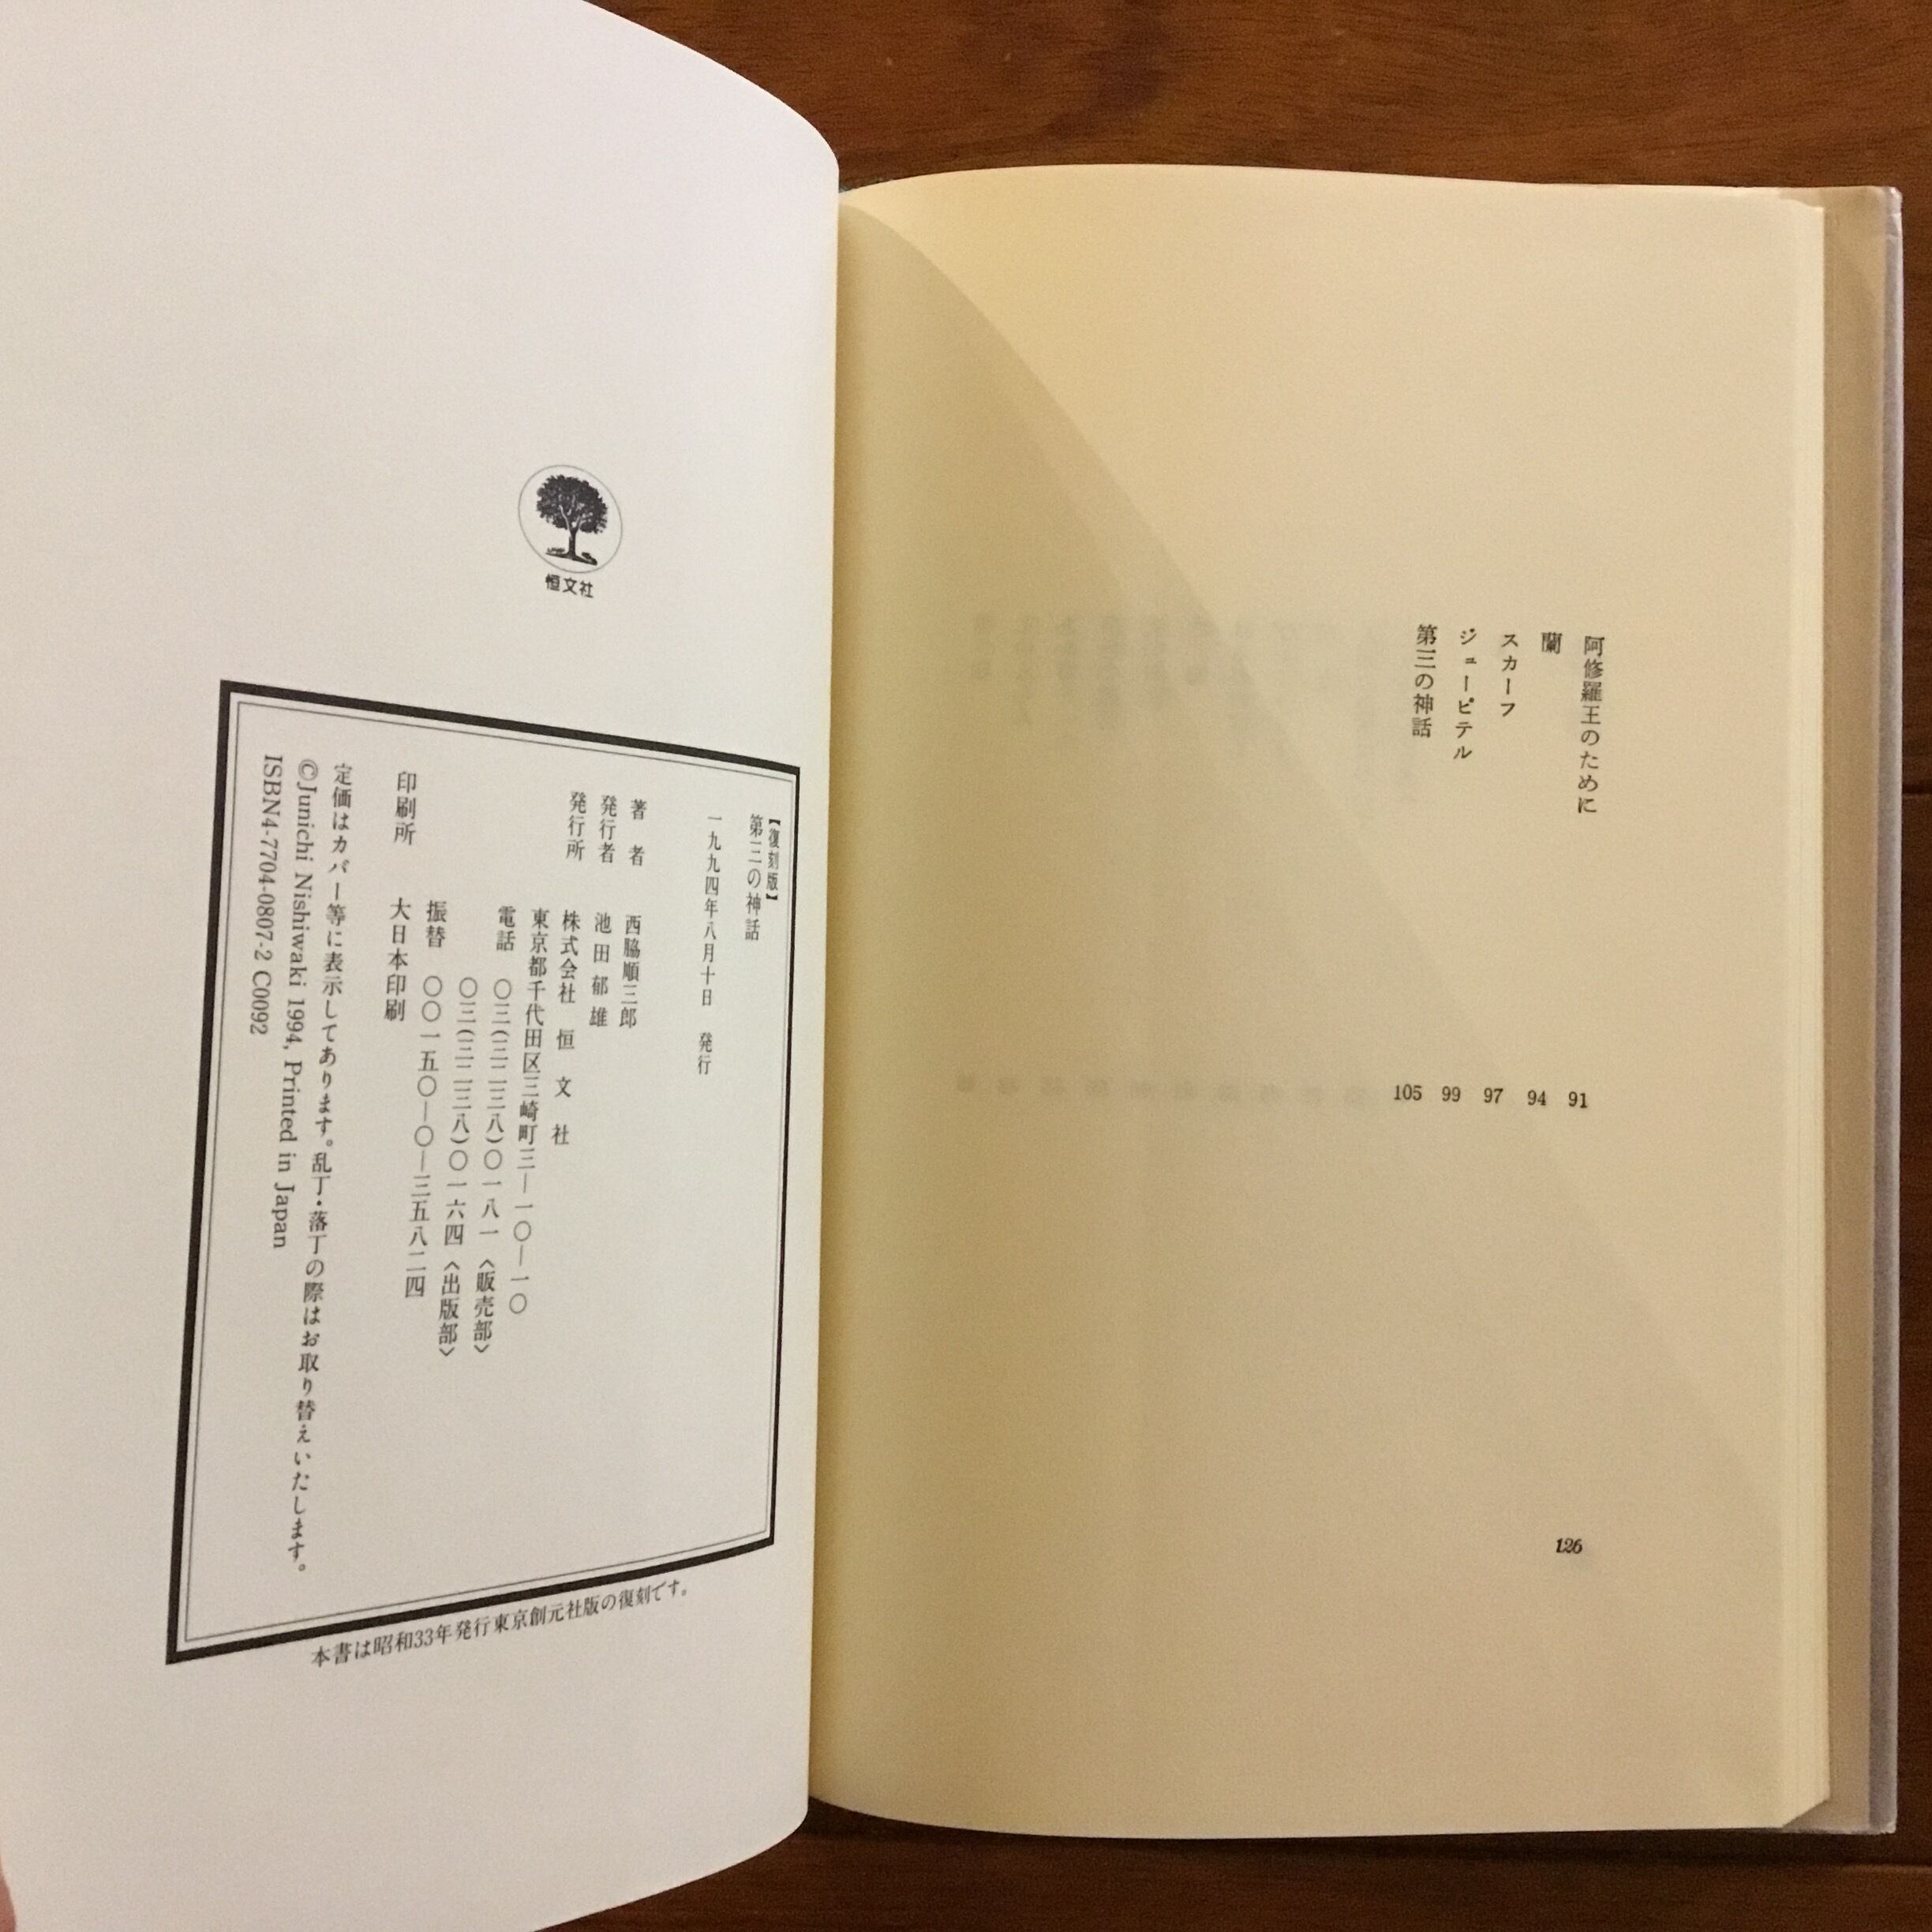 阿修羅王のために 91
蘭 94
スカーフ 97
ジューピテル 99
第三の神話 105
126
恒文社
【復刻版】
第三の神話
一九九四年八月十日 発行
著者 西脇順三郎
発行者 池田郁雄
発行所 株式会社 恒文社
東京都千代田区三崎町三―一〇―一〇
電話 〇三(三二三八)〇一八一〈販売部〉
〇三(三二三八)〇一六四〈出版部〉
振替 〇〇一五〇―〇―三五八二四
印刷所 大日本印刷
定価はカバー等に表示してあります。乱丁・落丁の際はお取り替えいたします。
©Junichi Nishiwaki 1994, Printed in Japan
ISBN4-7704-0807-2 C0092
本書は昭和33年発行東京創元社版の復刻です。